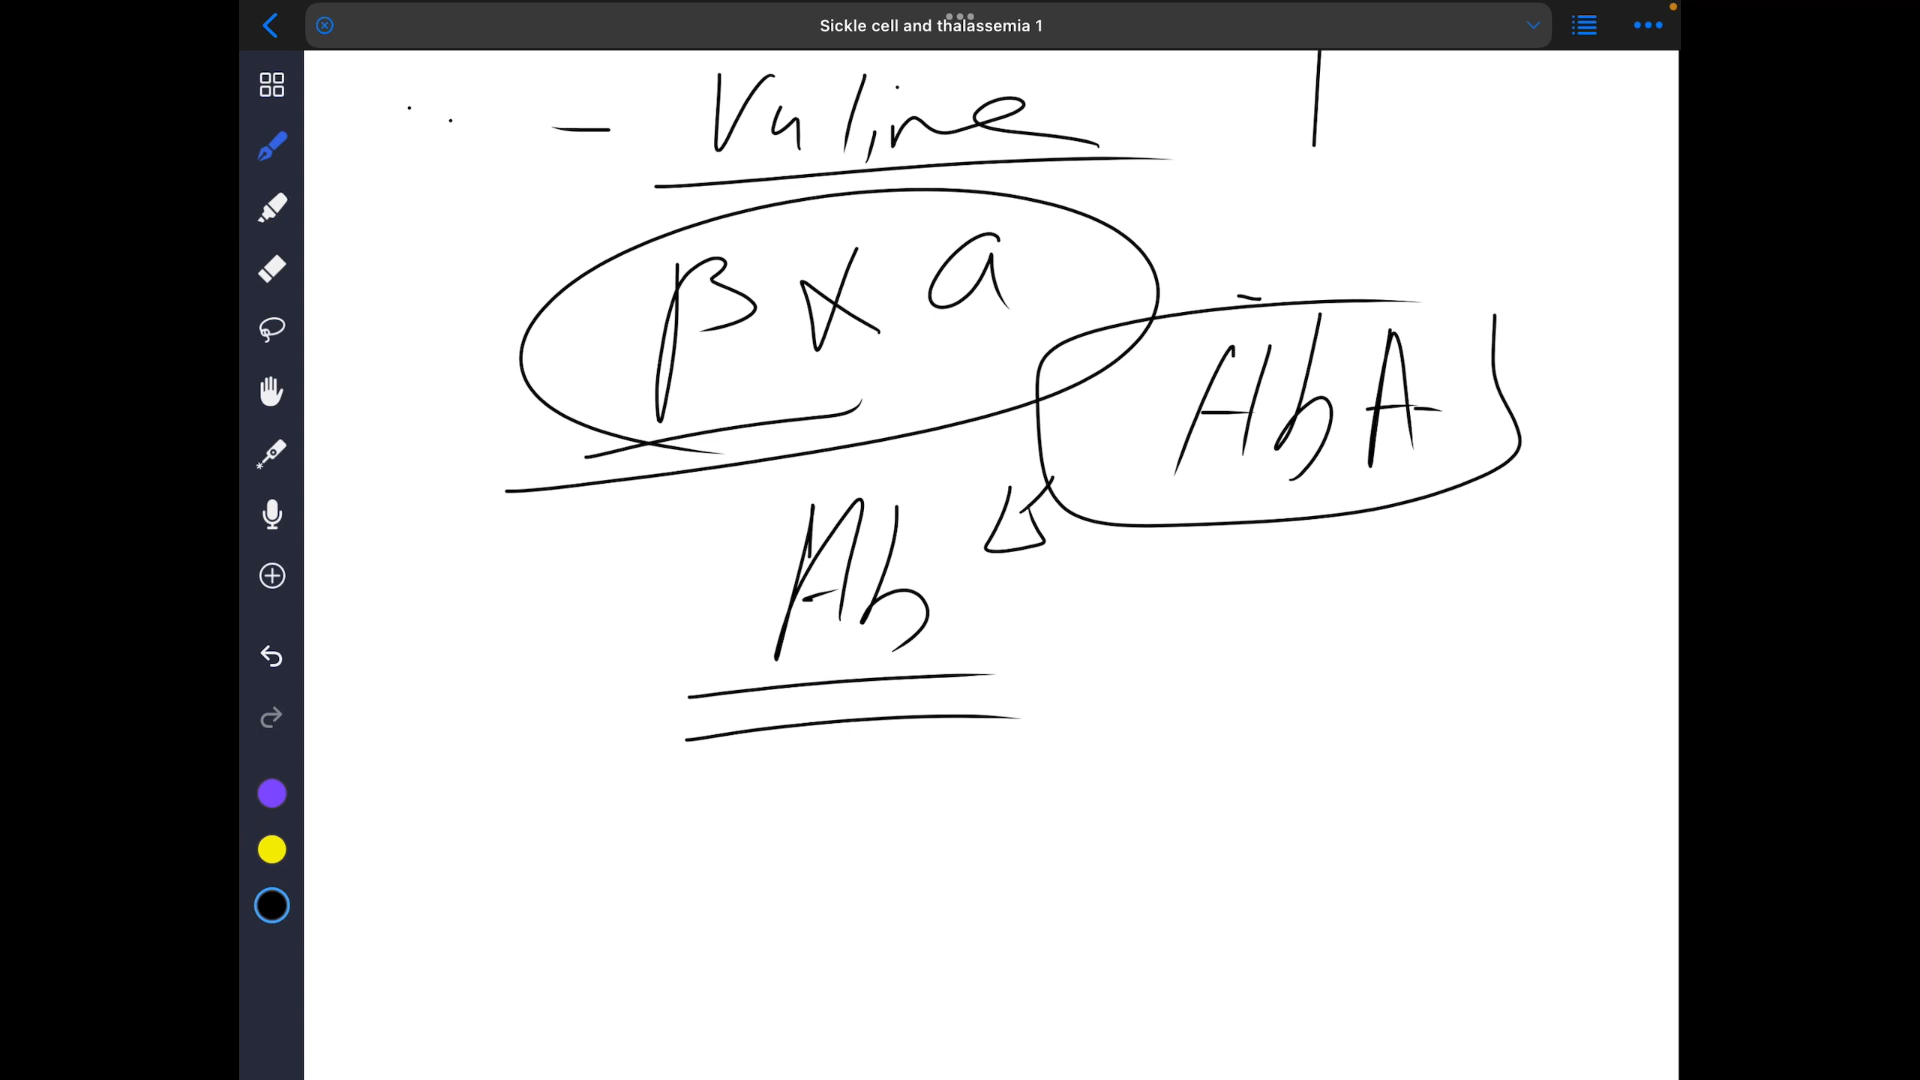 Sickle cell and thalassemia 1
- Valine
β x a
HbA
Hb